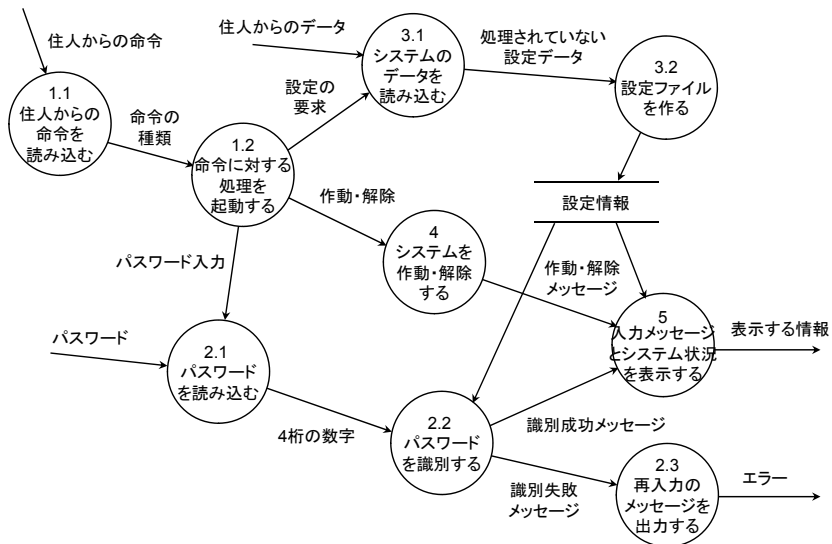 住人からの命令
1.1
住人からの
命令を
読み込む
命令の
種類
1.2
命令に対する
処理を
起動する
設定の
要求
住人からのデータ
3.1
システムの
データを
読み込む
処理されていない
設定データ
3.2
設定ファイル
を作る
設定情報
作動・解除
4
システムを
作動・解除
する
作動・解除
メッセージ
5
入力メッセージ
とシステム状況
を表示する
表示する情報
パスワード入力
パスワード
2.1
パスワード
を読み込む
4桁の数字
2.2
パスワード
を識別する
識別成功メッセージ
識別失敗
メッセージ
2.3
再入力の
メッセージを
出力する
エラー